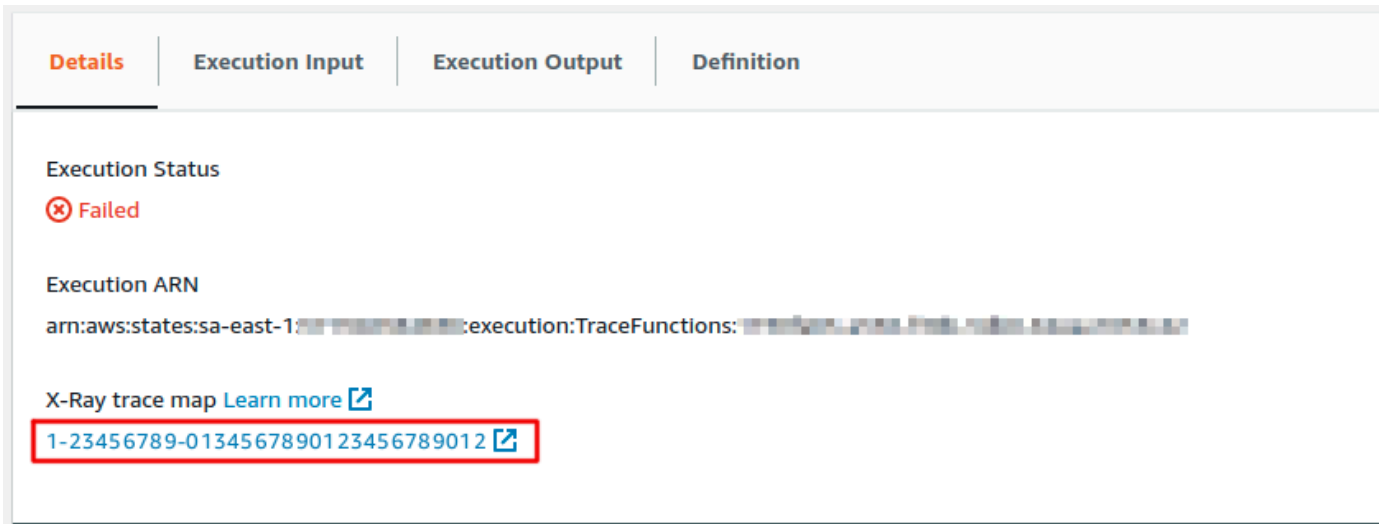 Details Execution Input Execution Output Definition
Execution Status
Failed
Execution ARN
arn:aws:states:sa-east-1: :execution:TraceFunctions:
X-Ray trace map Learn more
1-23456789-0134567890123456789012